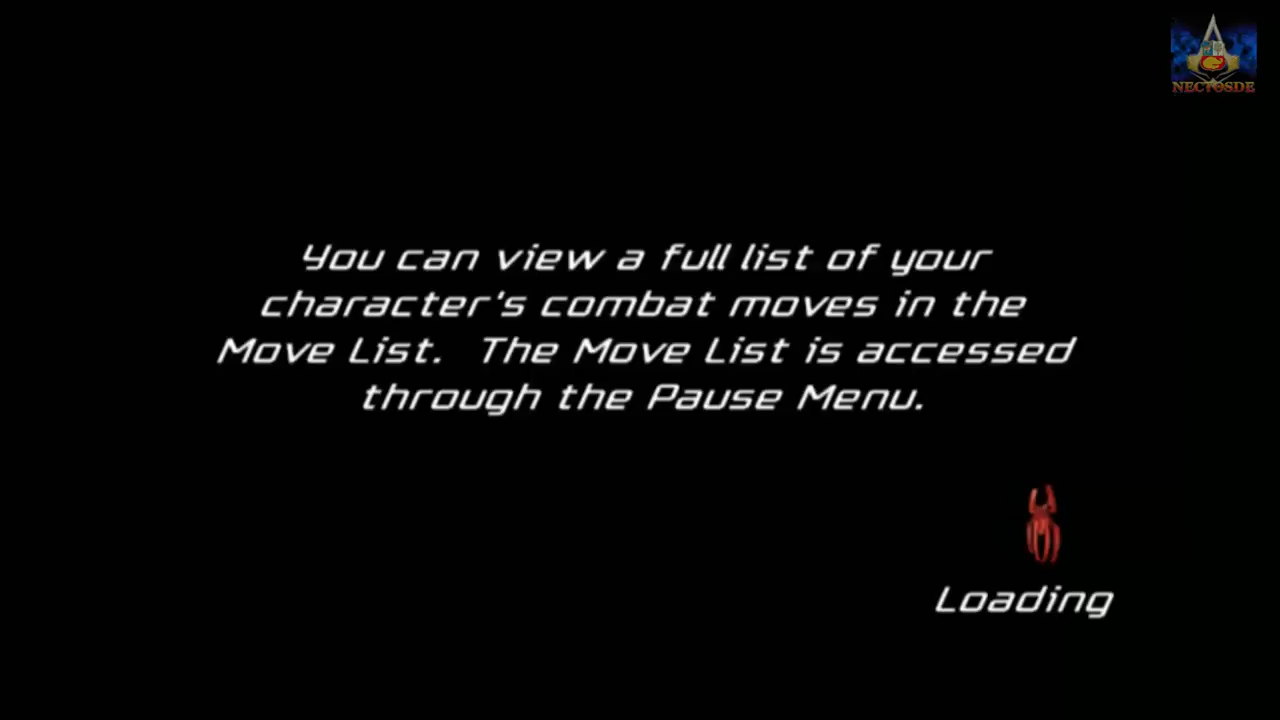 NECTOSDE
You can view a full list of your
character's combat moves in the
Move List.  The Move List is accessed
through the Pause Menu.
Loading